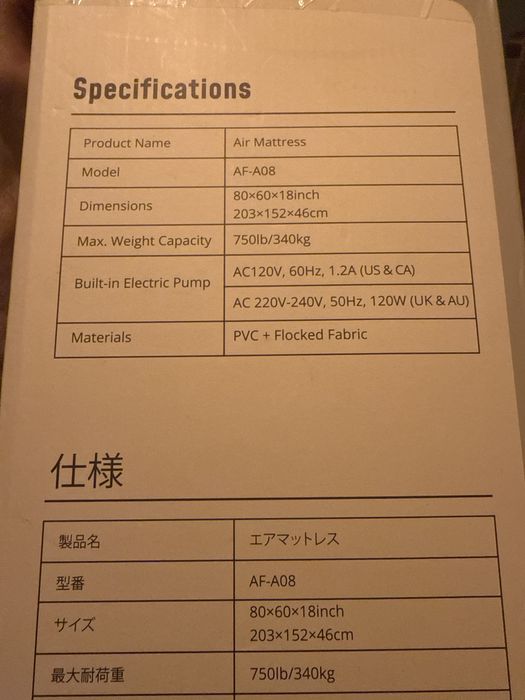 Specifications
Product Name Air Mattress
Model AF-A08
Dimensions 80×60×18inch
203×152×46cm
Max. Weight Capacity 750lb/340kg
Built-in Electric Pump AC120V, 60Hz, 1.2A (US & CA)
AC 220V-240V, 50Hz, 120W (UK & AU)
Materials PVC + Flocked Fabric
仕様
製品名 エアマットレス
型番 AF-A08
サイズ 80×60×18inch
203×152×46cm
最大耐荷重 750lb/340kg